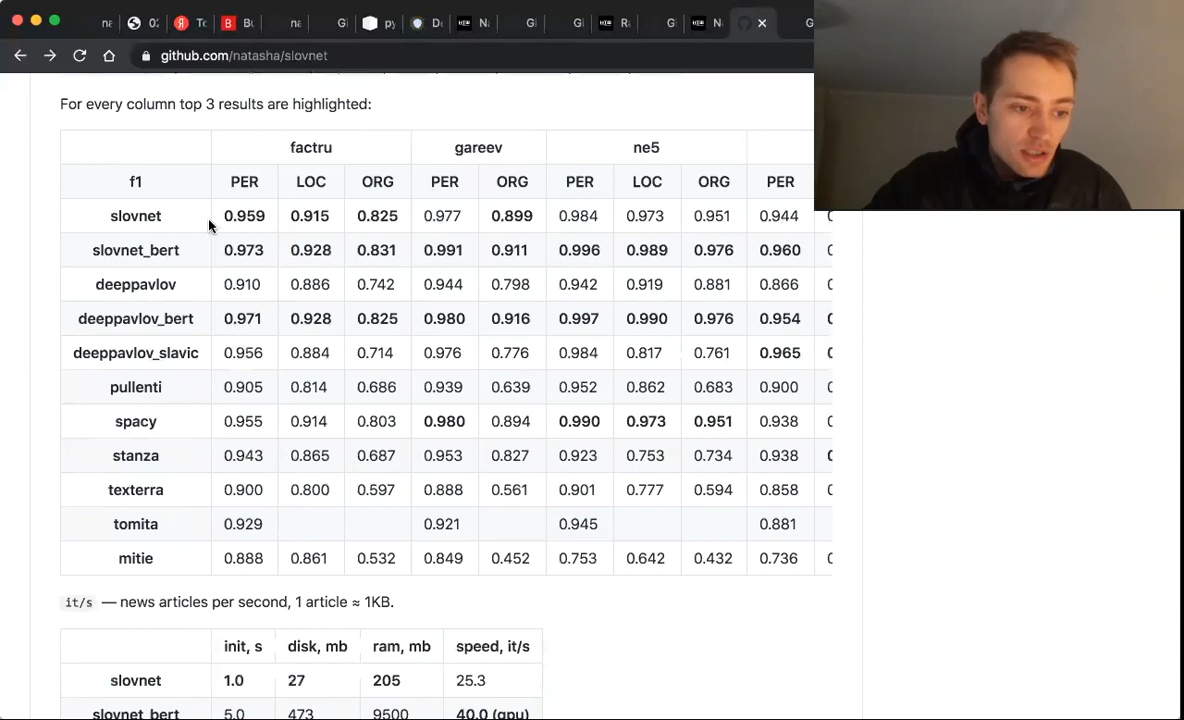 github.com/natasha/slovnet
For every column top 3 results are highlighted:
factru gareev ne5
f1 PER LOC ORG PER ORG PER LOC ORG PER
slovnet 0.959 0.915 0.825 0.977 0.899 0.984 0.973 0.951 0.944
slovnet_bert 0.973 0.928 0.831 0.991 0.911 0.996 0.989 0.976 0.960
deeppavlov 0.910 0.886 0.742 0.944 0.798 0.942 0.919 0.881 0.866
deeppavlov_bert 0.971 0.928 0.825 0.980 0.916 0.997 0.990 0.976 0.954
deeppavlov_slavic 0.956 0.884 0.714 0.976 0.776 0.984 0.817 0.761 0.965
pullenti 0.905 0.814 0.686 0.939 0.639 0.952 0.862 0.683 0.900
spacy 0.955 0.914 0.803 0.980 0.894 0.990 0.973 0.951 0.938
stanza 0.943 0.865 0.687 0.953 0.827 0.923 0.753 0.734 0.938
texterra 0.900 0.800 0.597 0.888 0.561 0.901 0.777 0.594 0.858
tomita 0.929 0.921 0.945 0.881
mitie 0.888 0.861 0.532 0.849 0.452 0.753 0.642 0.432 0.736
it/s — news articles per second, 1 article ≈ 1KB.
init, s disk, mb ram, mb speed, it/s
slovnet 1.0 27 205 25.3
slovnet_bert 5.0 473 9500 40.0 (gpu)